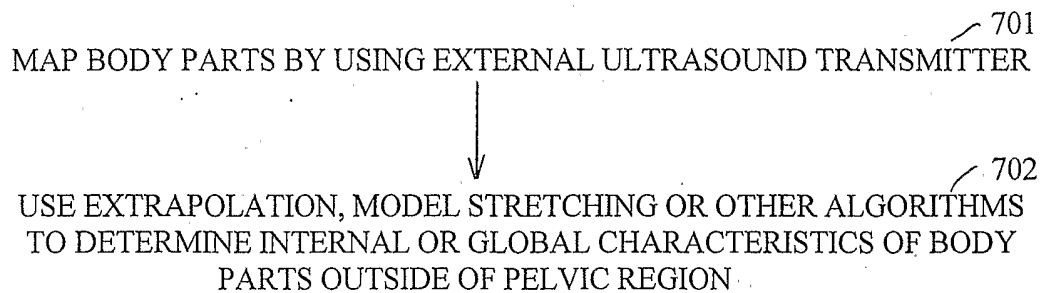 701
MAP BODY PARTS BY USING EXTERNAL ULTRASOUND TRANSMITTER
702
USE EXTRAPOLATION, MODEL STRETCHING OR OTHER ALGORITHMS
TO DETERMINE INTERNAL OR GLOBAL CHARACTERISTICS OF BODY
PARTS OUTSIDE OF PELVIC REGION